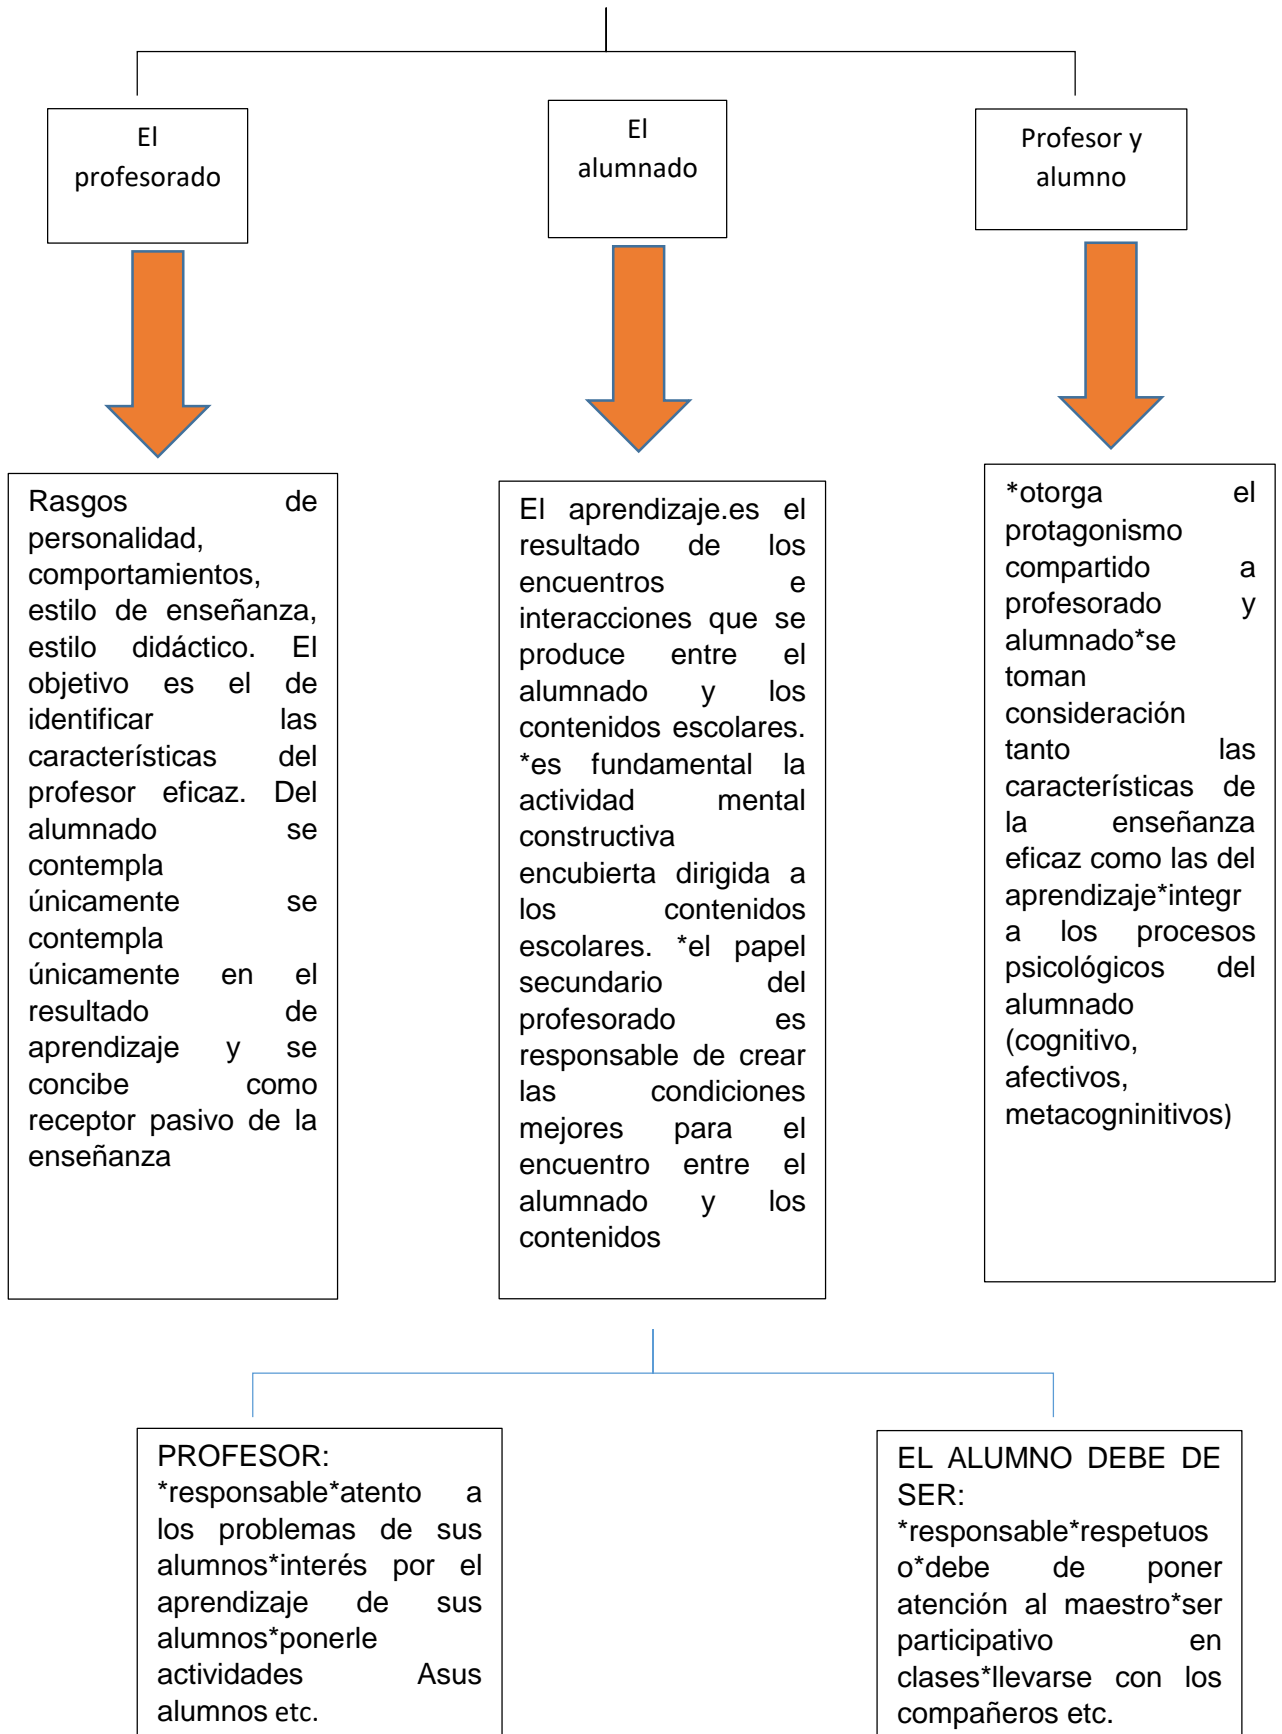 El
profesorado
El
alumnado
Profesor y
alumno
Rasgos de
personalidad,
comportamientos,
estilo de enseñanza,
estilo didáctico. El
objetivo es el de
identificar las
características del
profesor eficaz. Del
alumnado se
contempla
únicamente se
contempla
únicamente en el
resultado de
aprendizaje y se
concibe como
receptor pasivo de la
enseñanza
El aprendizaje.es el
resultado de los
encuentros e
interacciones que se
produce entre el
alumnado y los
contenidos escolares.
*es fundamental la
actividad mental
constructiva
encubierta dirigida a
los contenidos
escolares. *el papel
secundario del
profesorado es
responsable de crear
las condiciones
mejores para el
encuentro entre el
alumnado y los
contenidos
*otorga el
protagonismo
compartido a
profesorado y
alumnado*se
toman
consideración
tanto las
características de
la enseñanza
eficaz como las del
aprendizaje*integr
a los procesos
psicológicos del
alumnado
(cognitivo,
afectivos,
metacogninitivos)
PROFESOR:
*responsable*atento a
los problemas de sus
alumnos*interés por el
aprendizaje de sus
alumnos*ponerle
actividades Asus
alumnos etc.
EL ALUMNO DEBE DE
SER:
*responsable*respetuos
o*debe de poner
atención al maestro*ser
participativo en
clases*llevarse con los
compañeros etc.